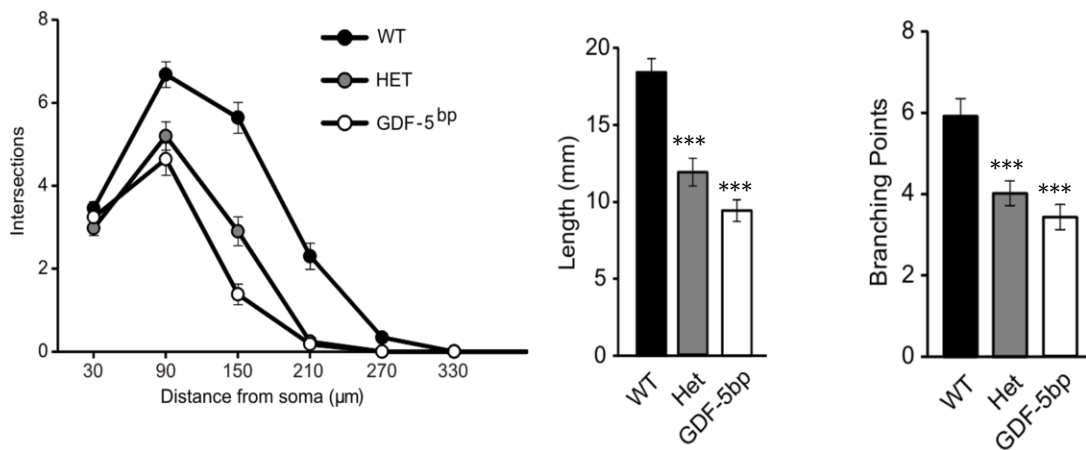 8
6
4
2
0
Intersections
WT
HET
GDF-5bp
30 90 150 210 270 330
Distance from soma (μm)
20
15
10
5
0
Length (mm)
***
***
WT
Het
GDF-5bp
8
6
4
2
0
Branching Points
***
***
WT
Het
GDF-5bp